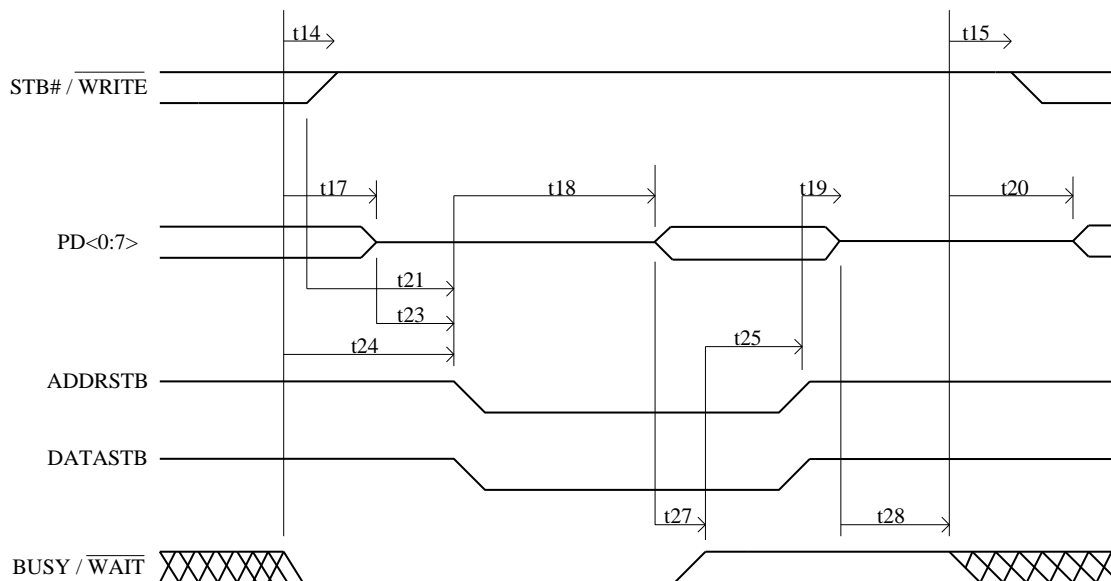 t14
t15
STB# / WRITE
t17
t18
t19
t20
PD<0:7>
t21
t23
t25
t24
ADDRSTB
DATASTB
t27
t28
BUSY / WAIT